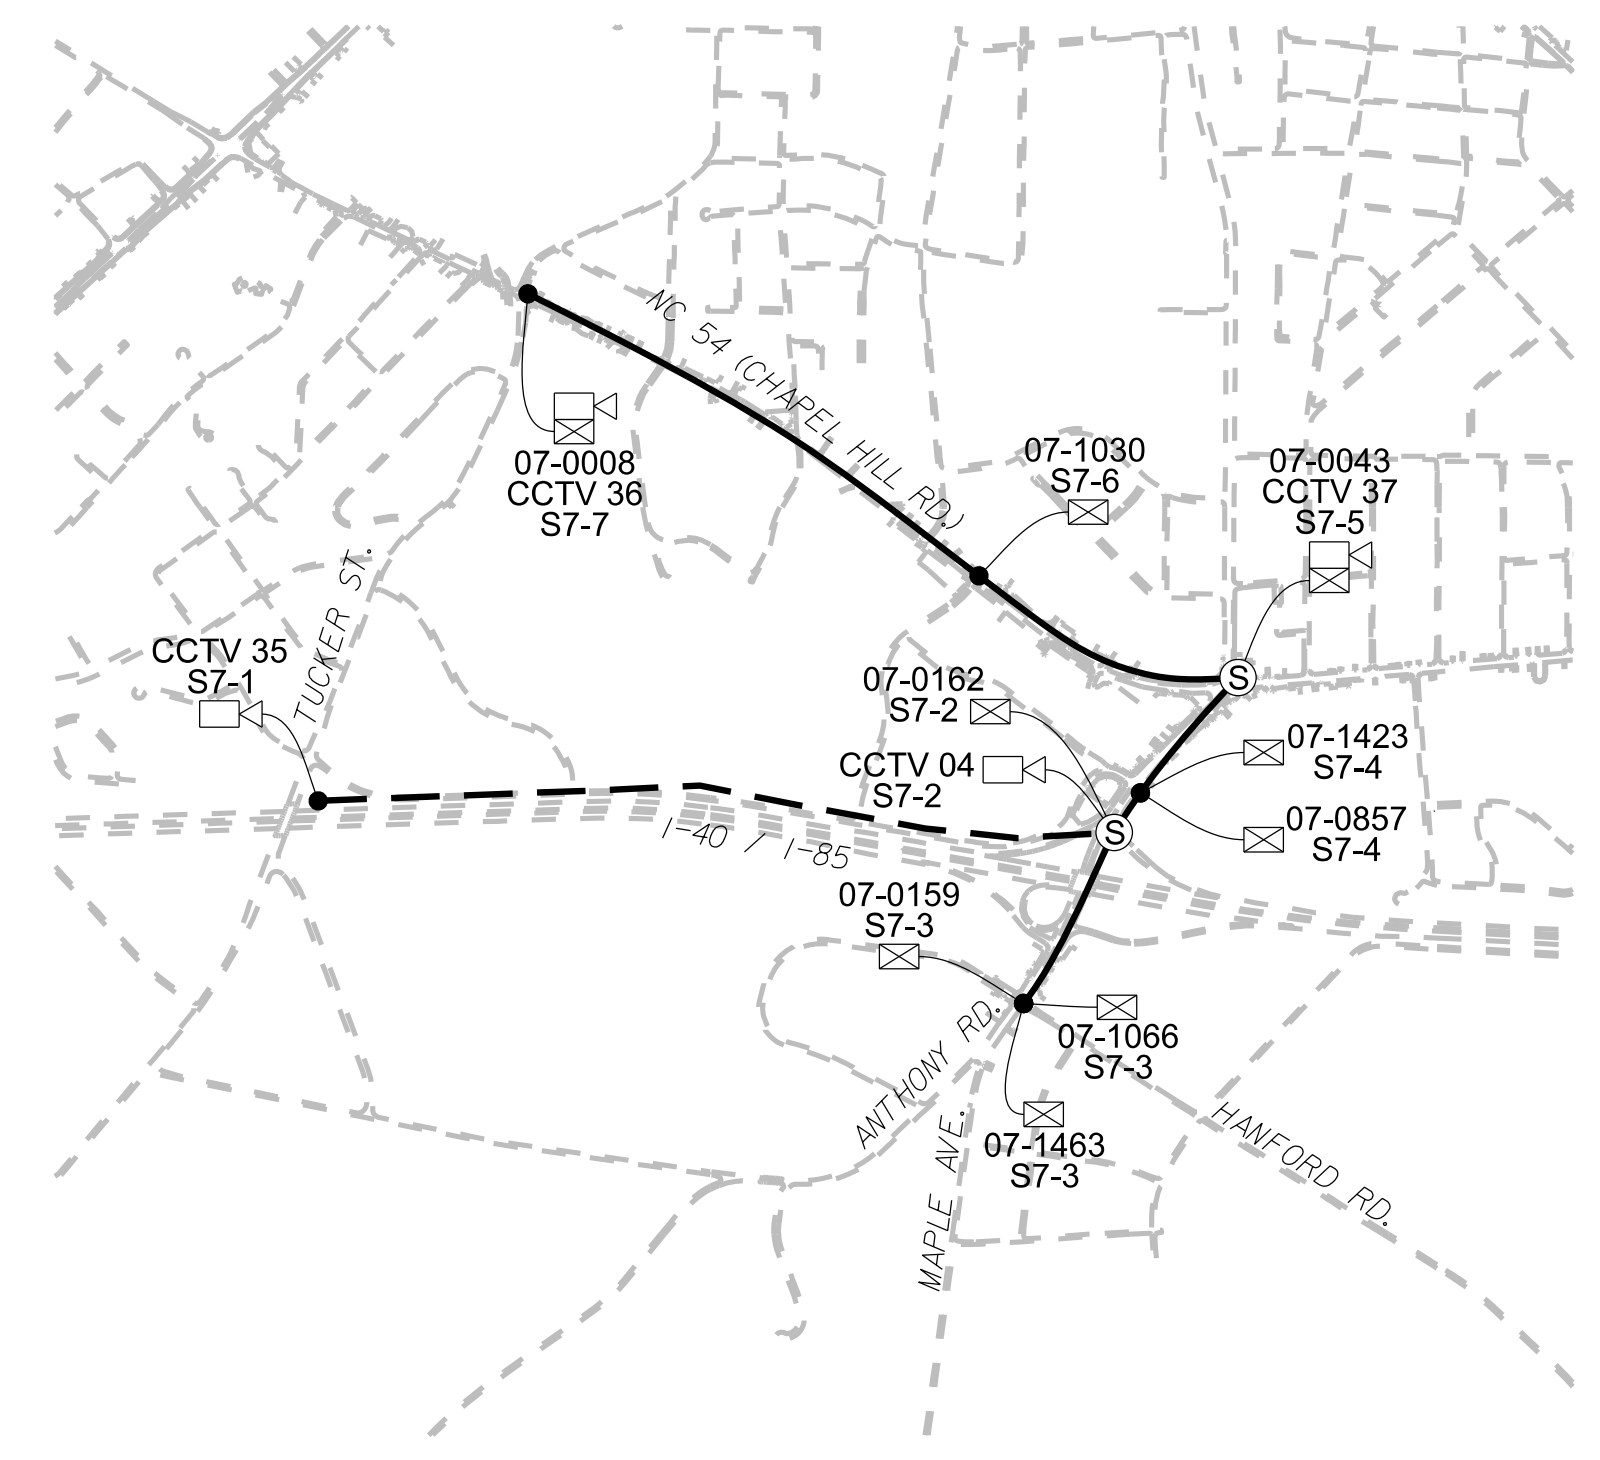 NC 54 (CHAPEL HILL RD.)
07-0008
CCTV 36
S7-7
07-1030
S7-6
07-0043
CCTV 37
S7-5
TUCKER ST.
CCTV 35
S7-1
07-0162
S7-2
S
07-1423
S7-4
CCTV 04
S7-2
S
07-0857
S7-4
I-40 / I-85
07-0159
S7-3
ANTHONY RD.
07-1066
S7-3
07-1463
S7-3
MAPLE AVE.
HANFORD RD.